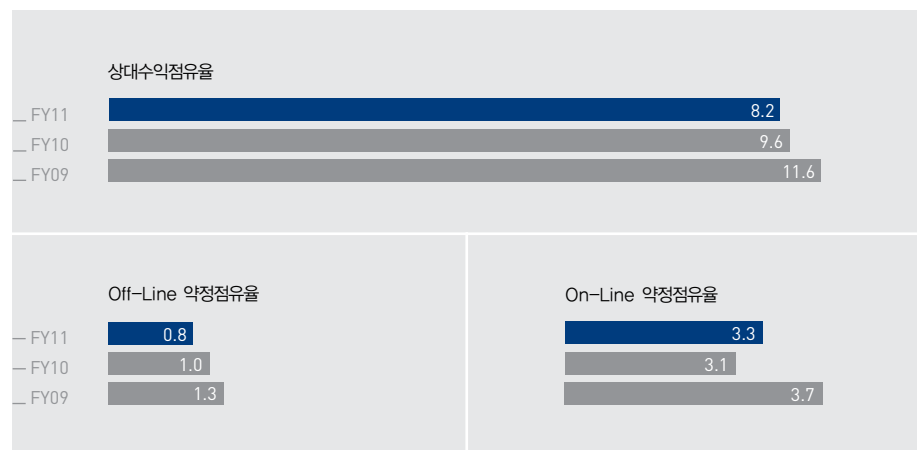 상대수익점유율
FY11 8.2
FY10 9.6
FY09 11.6
Off-Line 약정점유율
FY11 0.8
FY10 1.0
FY09 1.3
On-Line 약정점유율
3.3
3.1
3.7